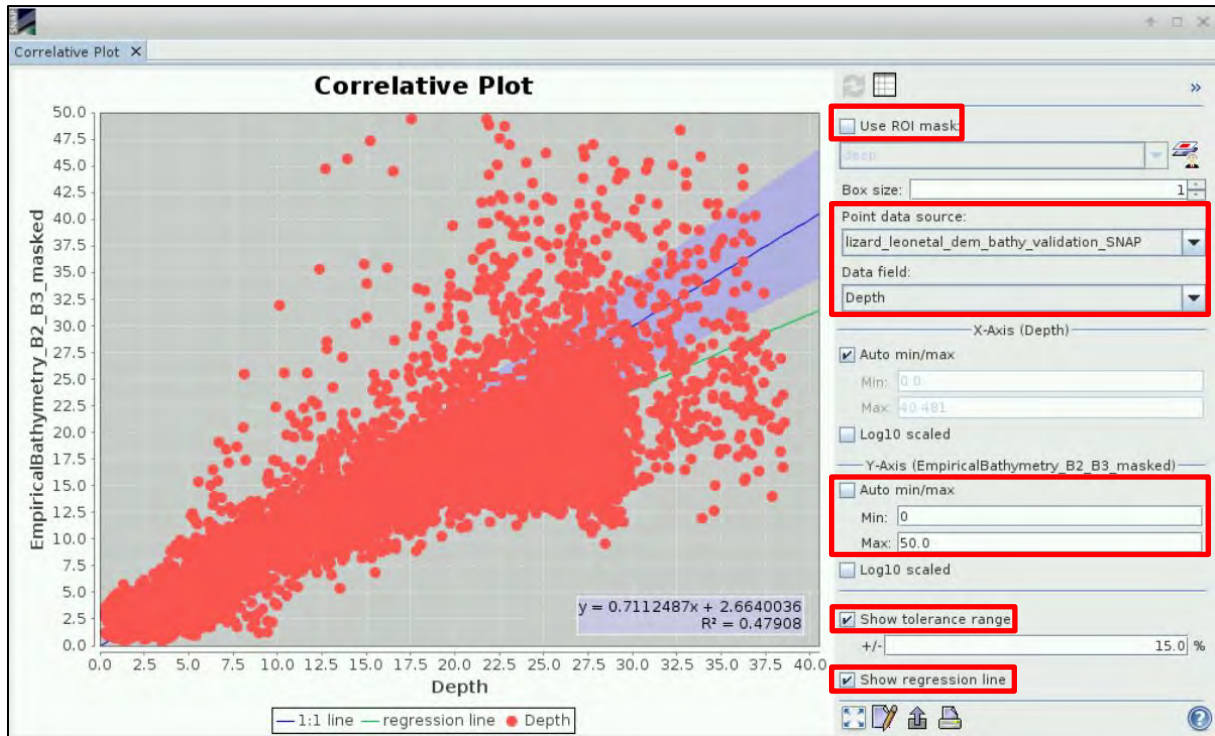 Correlative Plot
Correlative Plot
50.0
47.5
45.0
42.5
40.0
37.5
35.0
32.5
30.0
27.5
25.0
22.5
20.0
17.5
15.0
12.5
10.0
7.5
5.0
2.5
0.0
EmpiricalBathymetry_B2_B3_masked
0.0 2.5 5.0 7.5 10.0 12.5 15.0 17.5 20.0 22.5 25.0 27.5 30.0 32.5 35.0 37.5 40.0
Depth
y = 0.7112487x + 2.6640036
R² = 0.47908
1:1 line regression line Depth
»
Use ROI mask:
Box size: 1
Point data source:
lizard_leonetal_dem_bathy_validation_SNAP
Data field:
Depth
X-Axis (Depth)
Auto min/max
Min: 0.0
Max: 40.481
Log10 scaled
Y-Axis (EmpiricalBathymetry_B2_B3_masked)
Auto min/max
Min: 0
Max: 50.0
Log10 scaled
Show tolerance range
+/- 15.0 %
Show regression line